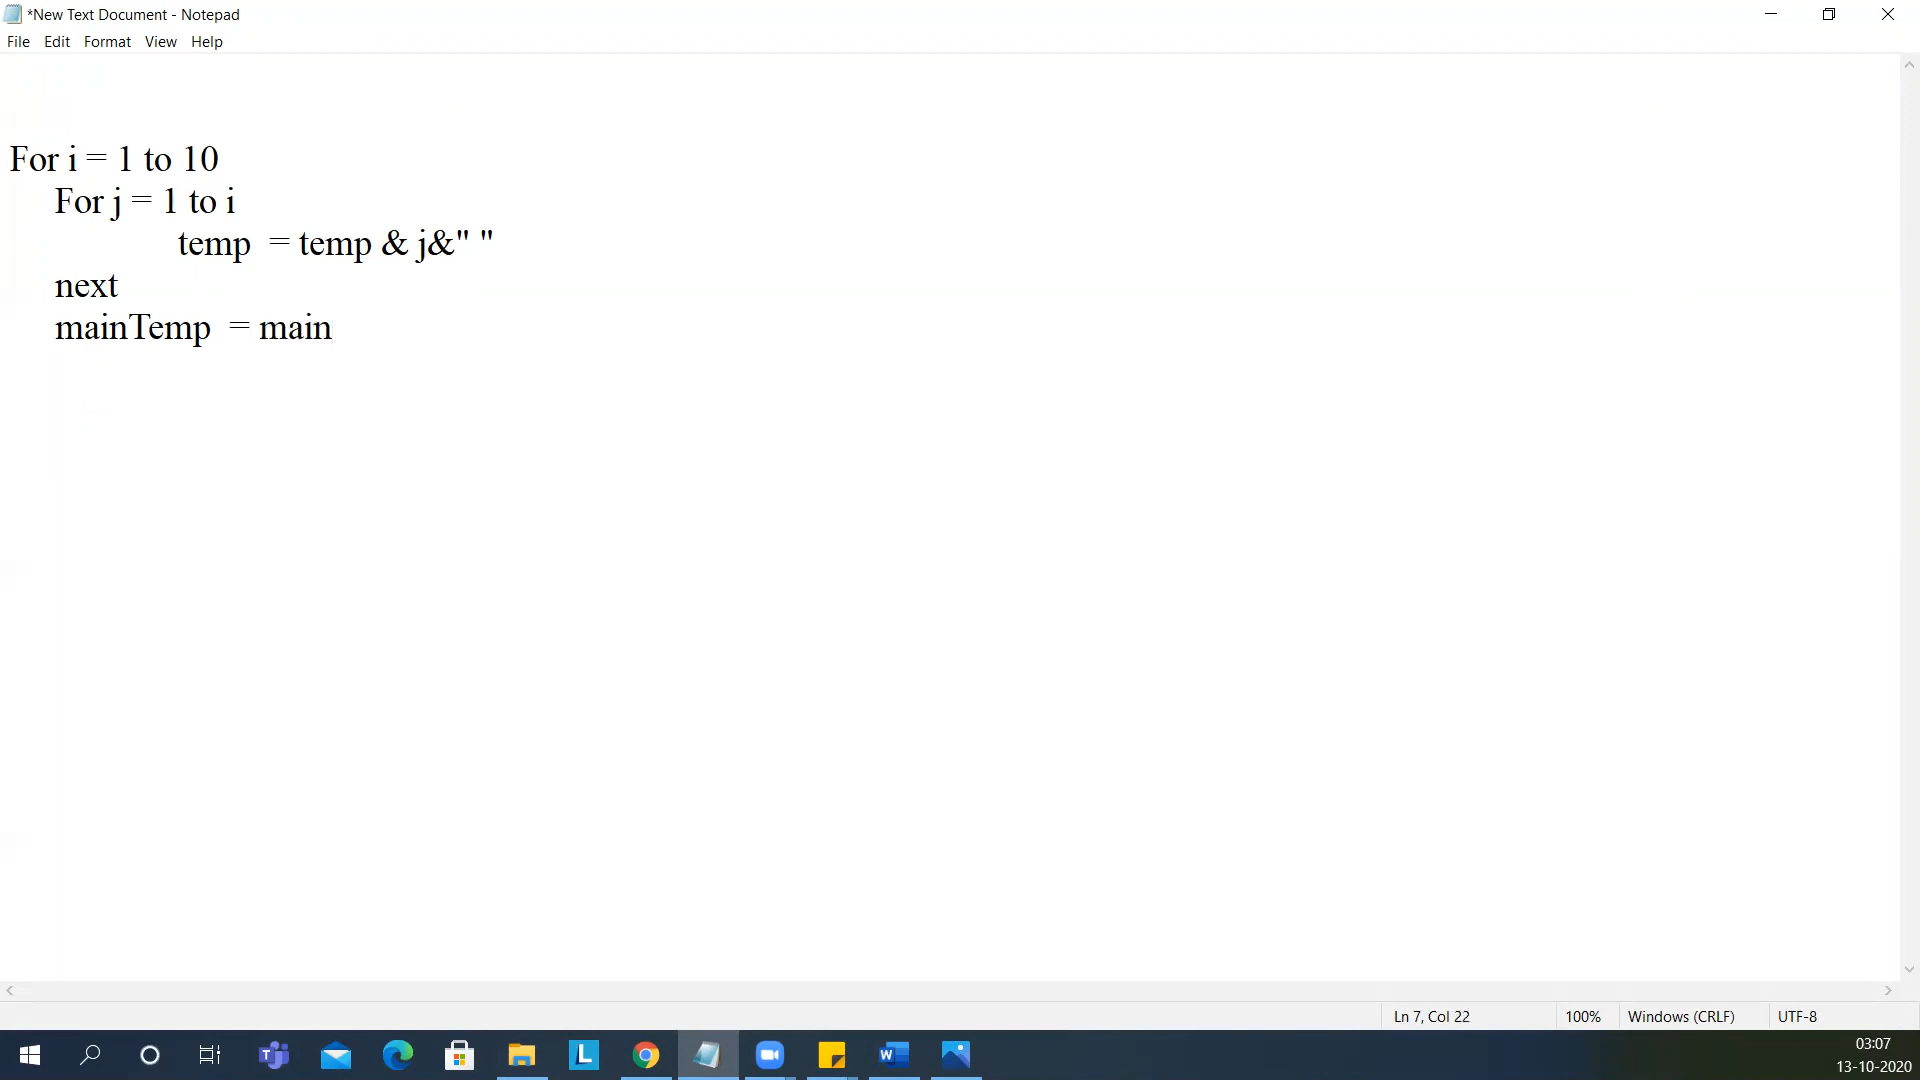 *New Text Document - Notepad
File Edit Format View Help
For i = 1 to 10
For j = 1 to i
temp  = temp & j&" "
next
mainTemp  = main
Ln 7, Col 22 100% Windows (CRLF) UTF-8
03:07
13-10-2020